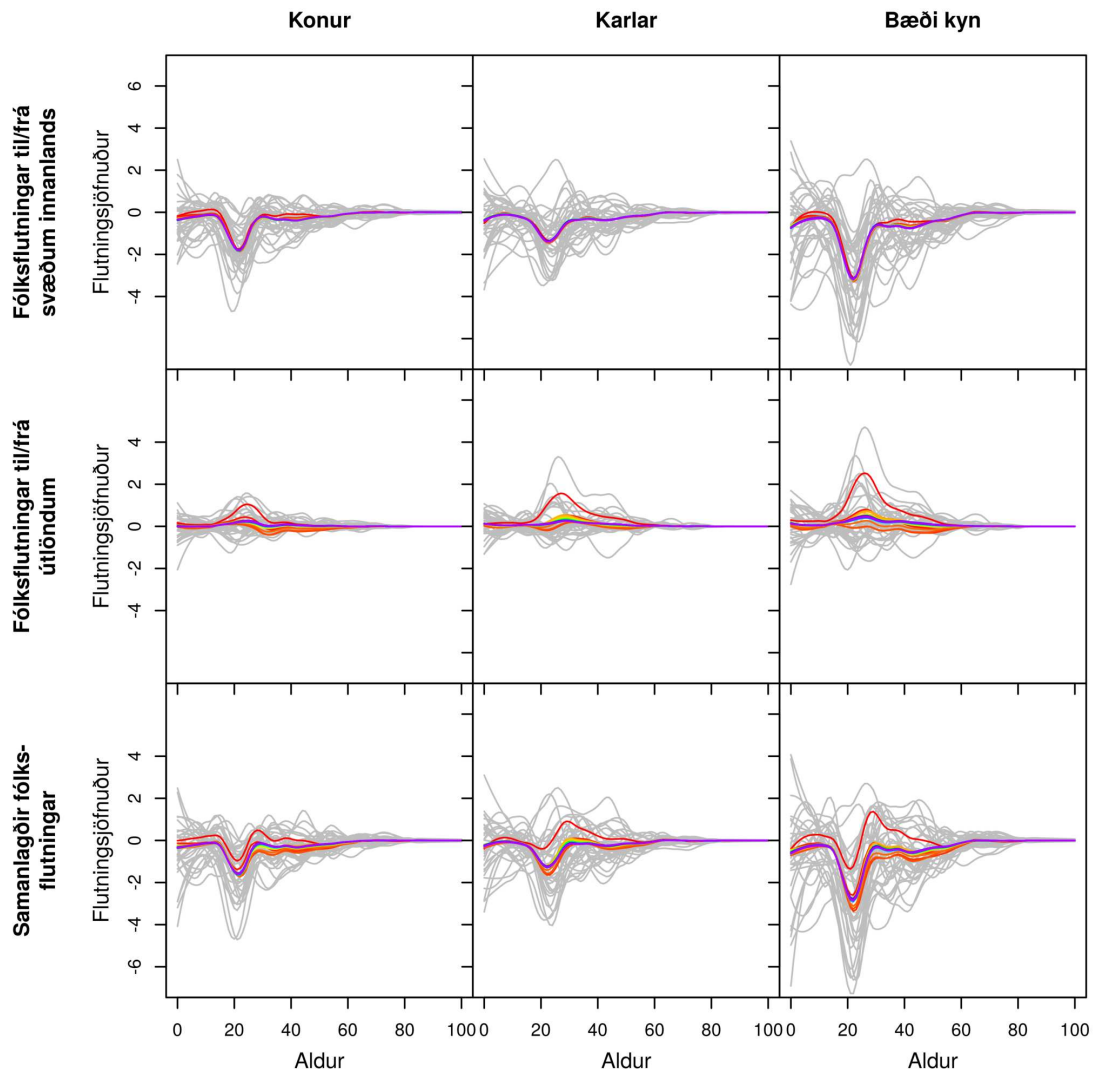 Konur
Karlar
Bæði kyn
Fólksflutningar til/frá
svæðum innanlands
Flutningsjöfnuður
6
4
2
0
-2
-4
Fólksflutningar til/frá
útlöndum
Flutningsjöfnuður
4
2
0
-2
-4
Samanlagðir fólks-
flutningar
Flutningsjöfnuður
4
2
0
-2
-4
-6
0 20 40 60 80 100
0 20 40 60 80 100
0 20 40 60 80 100
Aldur
Aldur
Aldur